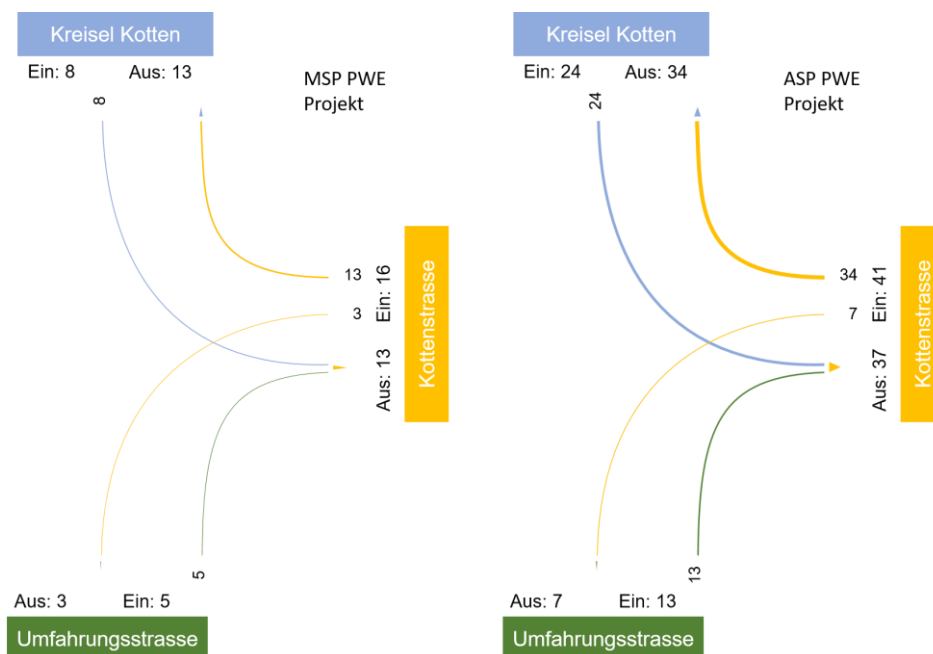 Kreisel Kotten
Ein: 8 Aus: 13
MSP PWE
Projekt
8
13
3
Ein: 16
Aus: 13
Kottenstrasse
5
Aus: 3 Ein: 5
Umfahrungsstrasse
Kreisel Kotten
Ein: 24 Aus: 34
ASP PWE
Projekt
24
34
7
Ein: 41
Aus: 37
Kottenstrasse
13
Aus: 7 Ein: 13
Umfahrungsstrasse